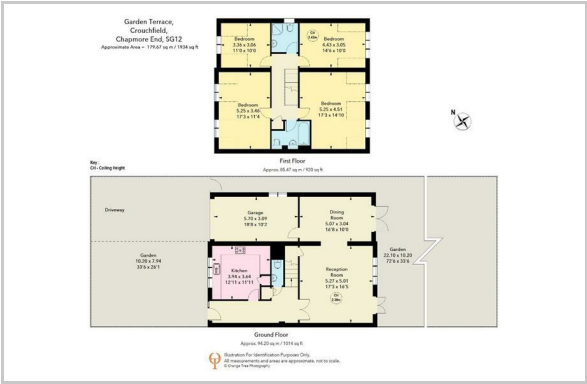 Garden Terrace,
Crouchfield,
Chapmore End, SG12
Approximate Area = 179.67 sq m / 1934 sq ft
Bedroom
3.36 x 3.06
11'0 x 10'0
CH
Bedroom
4.43 x 3.05
14'6 x 10'0
Bedroom
5.25 x 3.46
17'3 x 11'4
Bedroom
5.25 x 4.51
17'3 x 14'10
N
First Floor
Approx. 85.47 sq m / 920 sq ft
Key :
CH - Ceiling Height
Driveway
Garage
5.70 x 3.09
18'8 x 10'2
Dining
Room
5.07 x 3.04
16'8 x 10'0
Garden
10.20 x 7.94
33'6 x 26'1
Kitchen
3.94 x 3.64
12'11 x 11'11
Reception
Room
5.27 x 5.01
17'3 x 16'5
CH
Garden
22.10 x 10.20
72'6 x 33'6
Ground Floor
Approx. 94.20 sq m / 1014 sq ft
Illustration For Identification Purposes Only.
All measurements and areas are approximate, not to scale.
© Orange Tree Photography